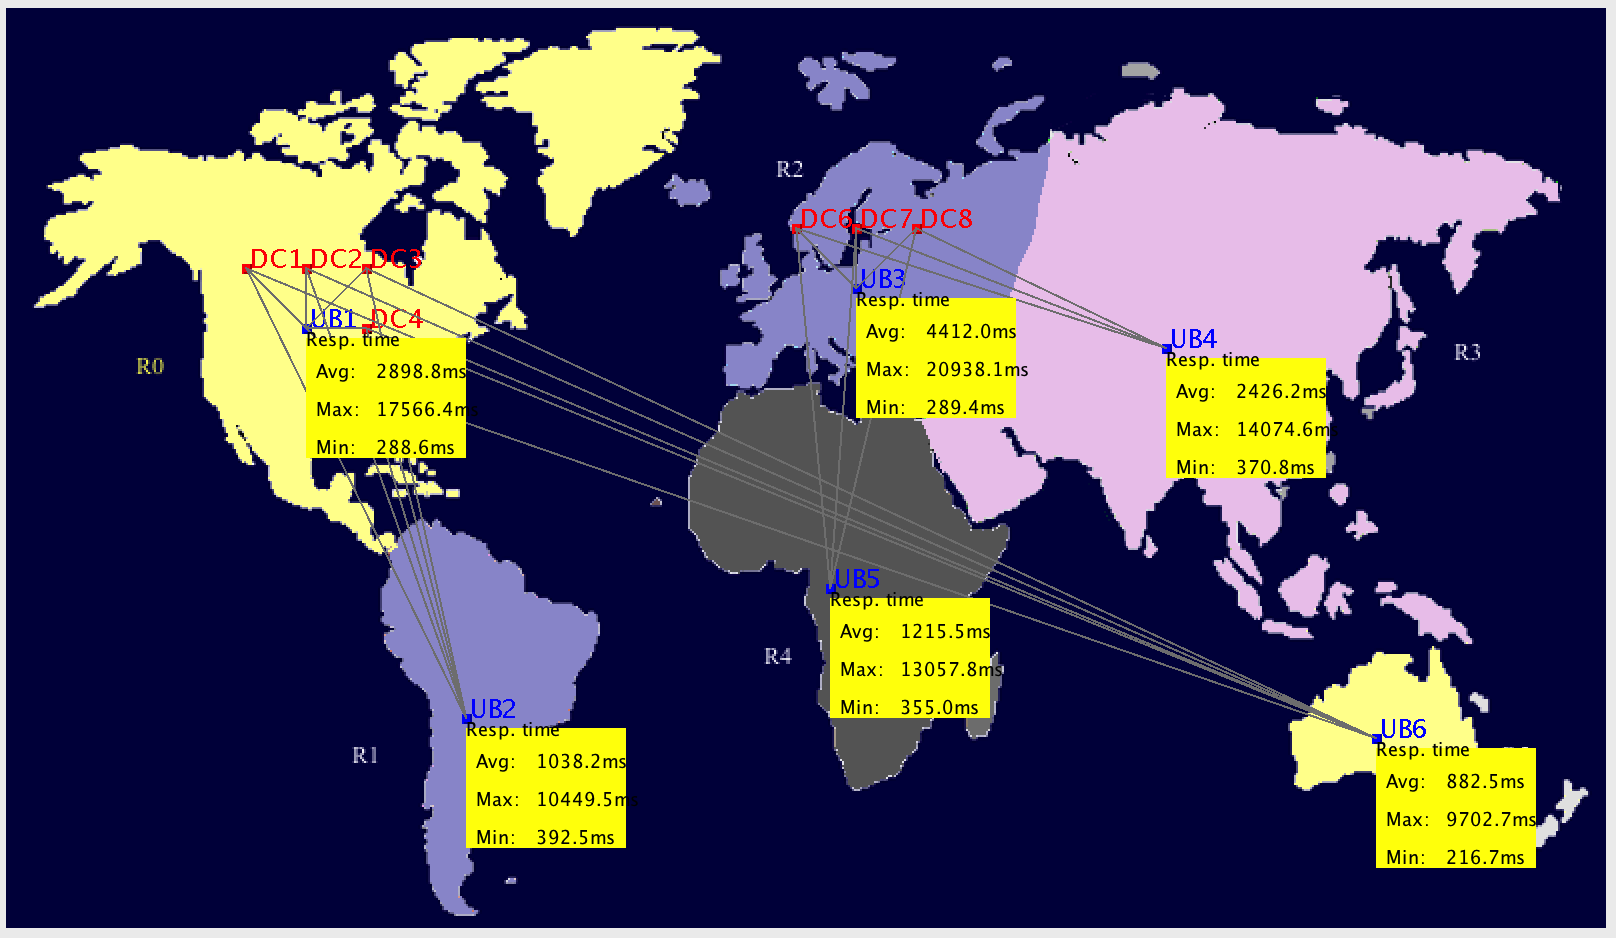 R2
DC6 DC7 DC8
DC1 DC2 DC3
UB3
Resp. time
Avg: 4412.0ms
Max: 20938.1ms
Min: 289.4ms
UB1 DC4
Resp. time
Avg: 2898.8ms
Max: 17566.4ms
Min: 288.6ms
R0
UB4
Resp. time
Avg: 2426.2ms
Max: 14074.6m
Min: 370.8ms
R3
UB5
Resp. time
Avg: 1215.5ms
Max: 13057.8ms
Min: 355.0ms
R4
UB2
Resp. time
Avg: 1038.2ms
Max: 10449.5ms
Min: 392.5ms
R1
UB6
Resp. time
Avg: 882.5ms
Max: 9702.7ms
Min: 216.7ms